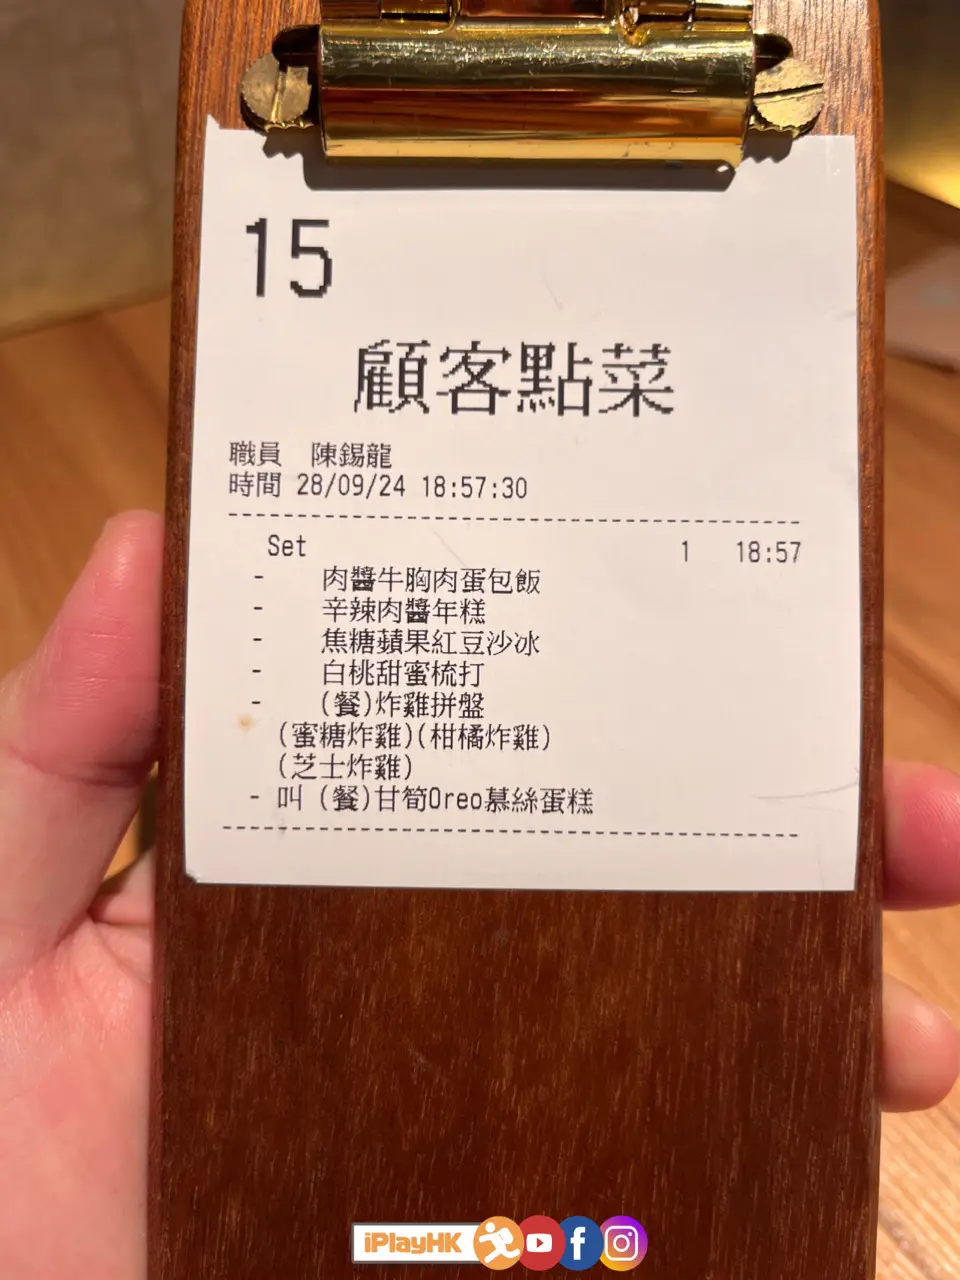 15
顧客點菜
職員 陳錫龍
時間 28/09/24 18:57:30
Set 1 18:57
- 肉醬牛胸肉蛋包飯
- 辛辣肉醬年糕
- 焦糖蘋果紅豆沙冰
- 白桃甜蜜梳打
- (餐)炸雞拼盤
(蜜糖炸雞)(柑橘炸雞)
(芝士炸雞)
- 叫 (餐)甘筍Oreo慕絲蛋糕
iPlayHK